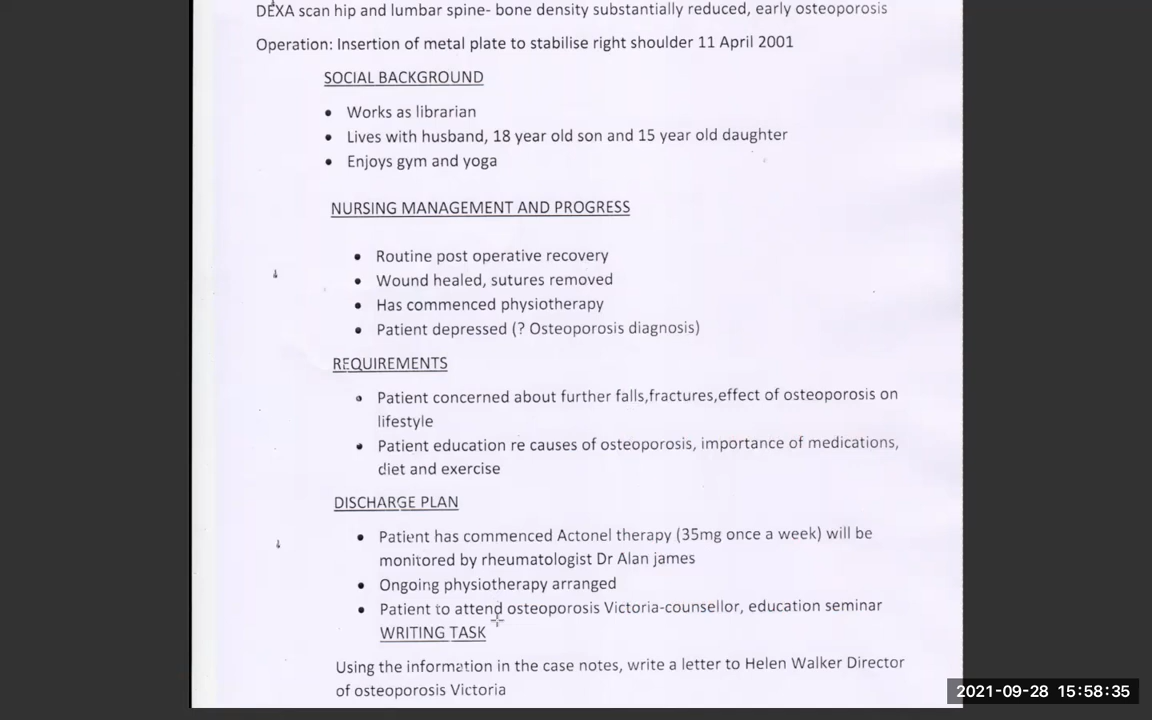 DEXA scan hip and lumbar spine- bone density substantially reduced, early osteoporosis
Operation: Insertion of metal plate to stabilise right shoulder 11 April 2001
SOCIAL BACKGROUND
• Works as librarian
• Lives with husband, 18 year old son and 15 year old daughter
• Enjoys gym and yoga
NURSING MANAGEMENT AND PROGRESS
• Routine post operative recovery
• Wound healed, sutures removed
• Has commenced physiotherapy
• Patient depressed (? Osteoporosis diagnosis)
REQUIREMENTS
• Patient concerned about further falls,fractures,effect of osteoporosis on
lifestyle
• Patient education re causes of osteoporosis, importance of medications,
diet and exercise
DISCHARGE PLAN
• Patient has commenced Actonel therapy (35mg once a week) will be
monitored by rheumatologist Dr Alan james
• Ongoing physiotherapy arranged
• Patient to attend osteoporosis Victoria-counsellor, education seminar
WRITING TASK
Using the information in the case notes, write a letter to Helen Walker Director
of osteoporosis Victoria
2021-09-28 15:58:35